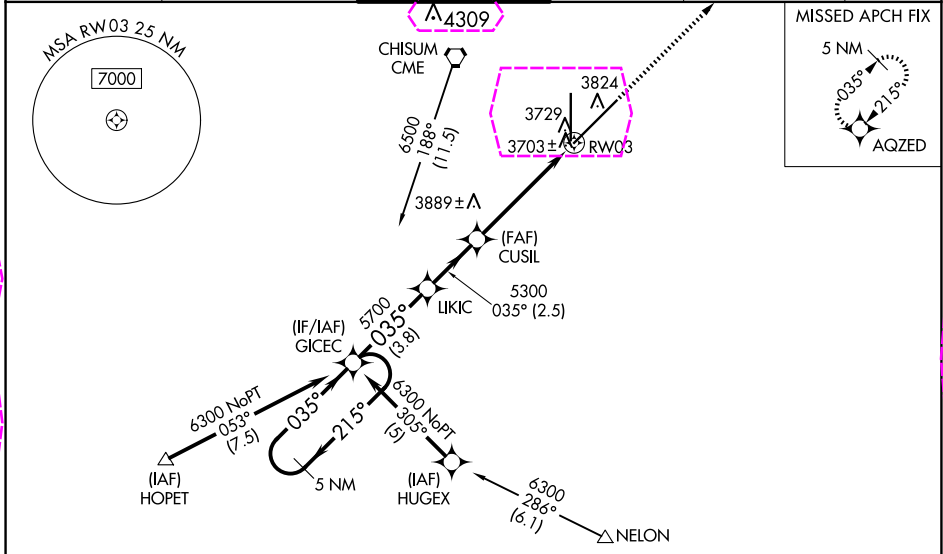 MSA RW03 25 NM
7000
4309
CHISUM
CME
6500
188°
(11.5)
3824
3729
3703±
RW03
3889±
MISSED APCH FIX
5 NM
035°
215°
AQZED
(FAF)
CUSIL
LIKIC
5300
035° (2.5)
5700
035°
(3.8)
(IF/IAF)
GICEC
6300 NoPT
053°
(7.5)
035°
215°
5 NM
6300 NoPT
305°
(5)
(IAF)
HOPET
(IAF)
HUGEX
6300
286°
(6.1)
NELON